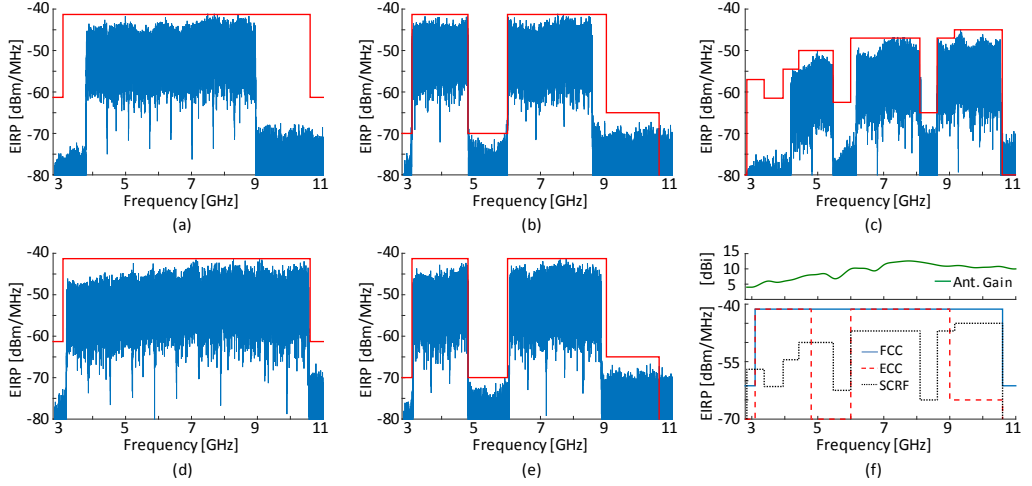 -40
-50
-60
-70
-80
EIRP [dBm/MHz]
3 5 7 9 11
Frequency [GHz]
(a)
-40
-50
-60
-70
-80
EIRP [dBm/MHz]
3 5 7 9 11
Frequency [GHz]
(b)
-40
-50
-60
-70
-80
EIRP [dBm/MHz]
3 5 7 9 11
Frequency [GHz]
(c)
-40
-50
-60
-70
-80
EIRP [dBm/MHz]
3 5 7 9 11
Frequency [GHz]
(d)
-40
-50
-60
-70
-80
EIRP [dBm/MHz]
3 5 7 9 11
Frequency [GHz]
(e)
15
10
5
[dBi]
Ant. Gain
-40
-55
-70
EIRP [dBm/MHz]
FCC
ECC
SCRF
3 5 7 9 11
Frequency [GHz]
(f)